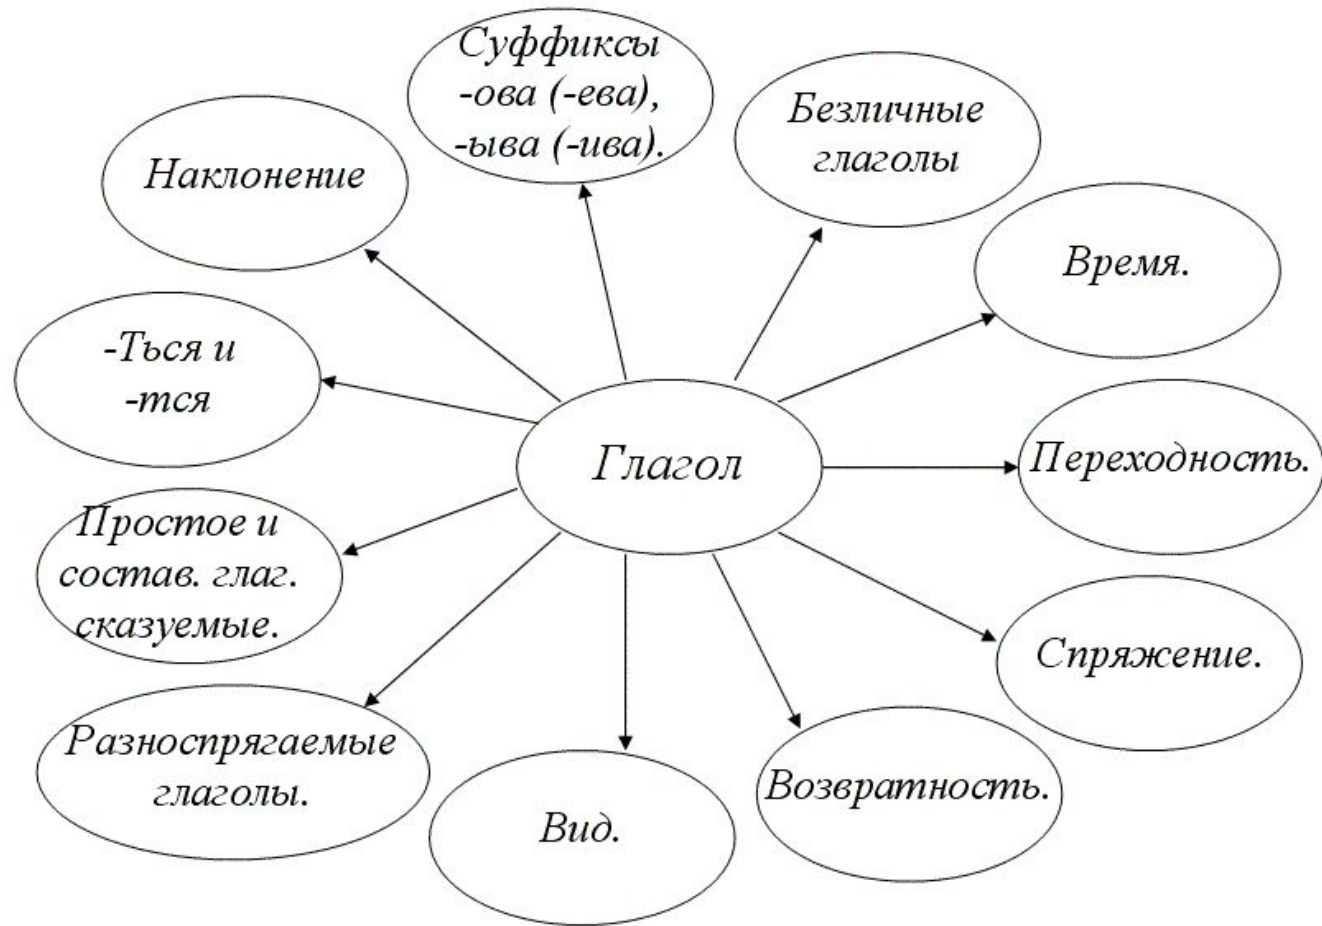 Суффиксы
-ова (-ева),
-ыва (-ива).
Безличные
глаголы
Наклонение
Время.
-Ться и
-тся
Глагол
Переходность.
Простое и
состав. глаг.
сказуемые.
Спряжение.
Разноспрягаемые
глаголы.
Возвратность.
Вид.